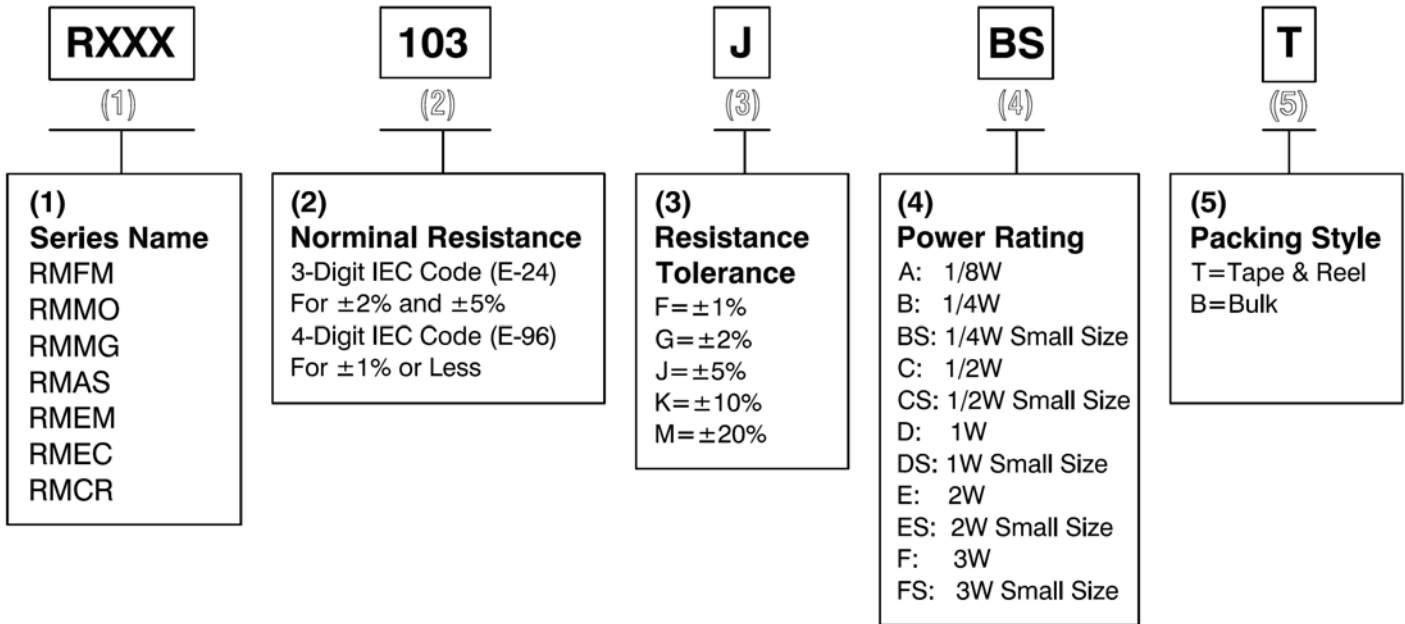 RXXX
103
J
BS
T
(1)
(2)
(3)
(4)
(5)
(1)
Series Name
RMFM
RMMO
RMMG
RMAS
RMEM
RMEC
RMCR
(2)
Norminal Resistance
3-Digit IEC Code (E-24)
For ±2% and ±5%
4-Digit IEC Code (E-96)
For ±1% or Less
(3)
Resistance
Tolerance
F=±1%
G=±2%
J=±5%
K=±10%
M=±20%
(4)
Power Rating
A: 1/8W
B: 1/4W
BS: 1/4W Small Size
C: 1/2W
CS: 1/2W Small Size
D: 1W
DS: 1W Small Size
E: 2W
ES: 2W Small Size
F: 3W
FS: 3W Small Size
(5)
Packing Style
T=Tape & Reel
B=Bulk